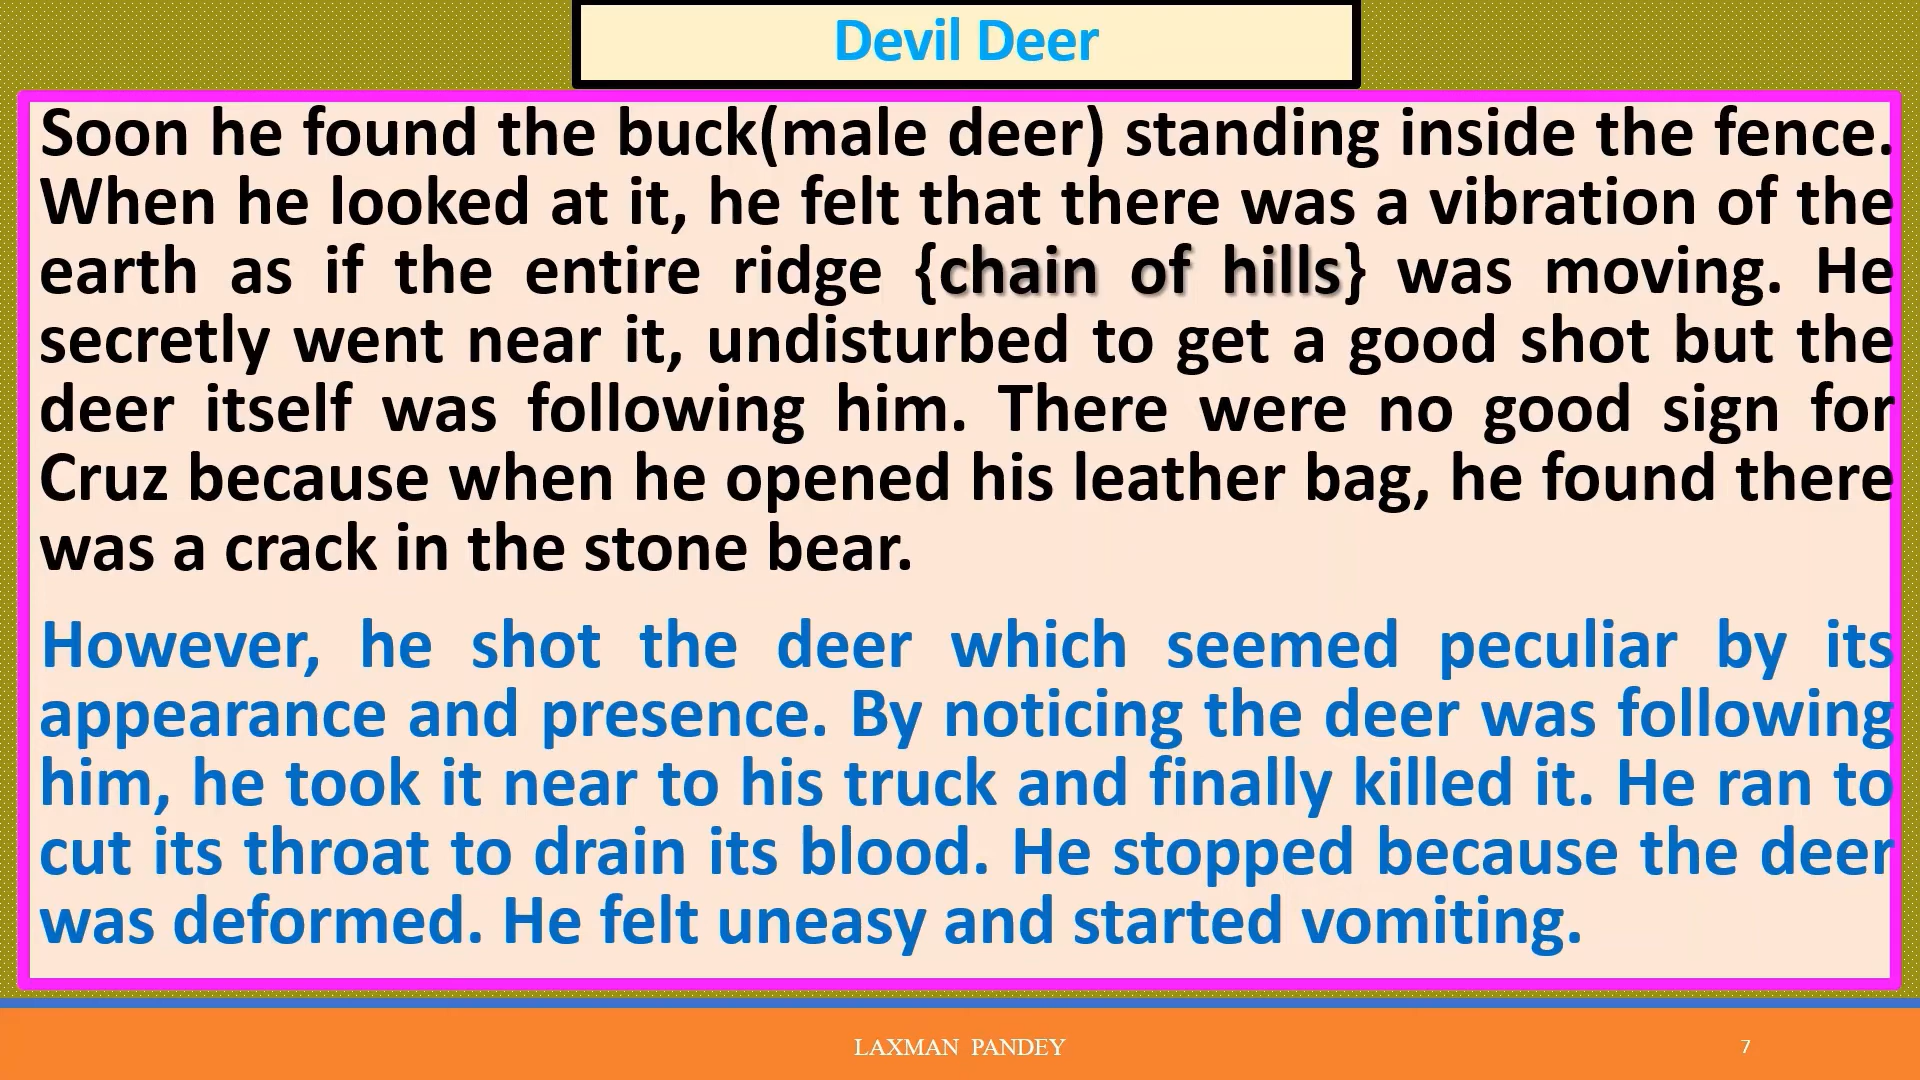 Devil Deer
Soon he found the buck(male deer) standing inside the fence.
When he looked at it, he felt that there was a vibration of the
earth as if the entire ridge {chain of hills} was moving. He
secretly went near it, undisturbed to get a good shot but the
deer itself was following him. There were no good sign for
Cruz because when he opened his leather bag, he found there
was a crack in the stone bear.
However, he shot the deer which seemed peculiar by its
appearance and presence. By noticing the deer was following
him, he took it near to his truck and finally killed it. He ran to
cut its throat to drain its blood. He stopped because the deer
was deformed. He felt uneasy and started vomiting.
LAXMAN PANDEY
7